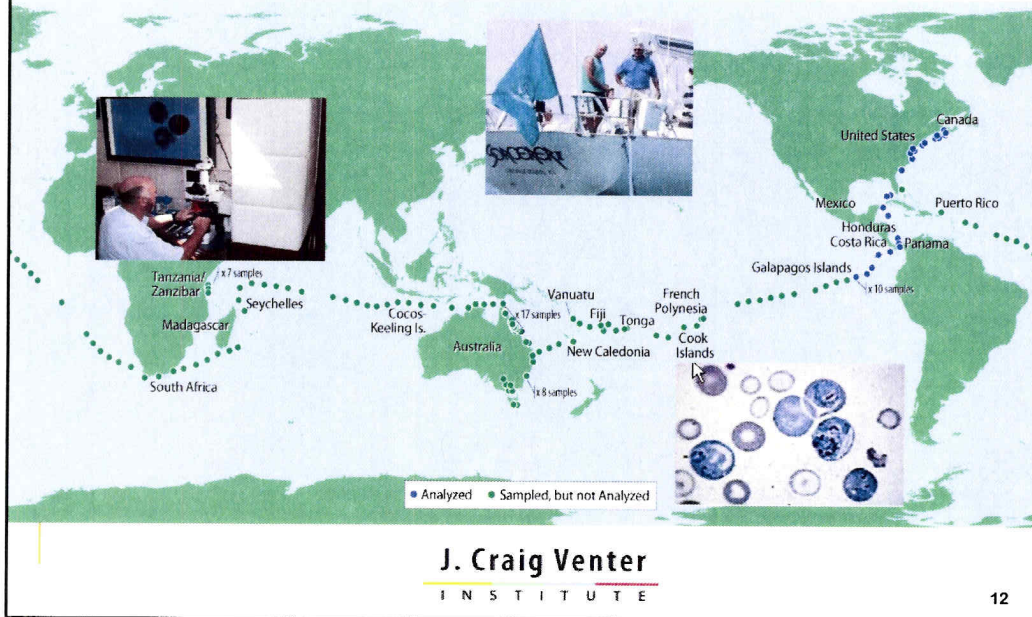 Canada
United States
Mexico
Puerto Rico
Honduras
Costa Rica
Panama
Galapagos Islands
x 10 samples
Tanzania/
Zanzibar
x 7 samples
Seychelles
Madagascar
South Africa
Cocos-
Keeling Is.
Vanuatu
Fiji
x 17 samples
Tonga
French
Polynesia
Cook
Islands
Australia
New Caledonia
x 8 samples
Analyzed
Sampled, but not Analyzed
J. Craig Venter
INSTITUTE
12